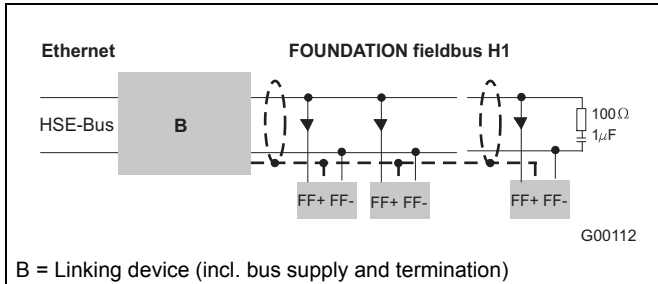 Ethernet FOUNDATION fieldbus H1
HSE-Bus B
100Ω
1µF
FF+ FF- FF+ FF- FF+ FF-
G00112
B = Linking device (incl. bus supply and termination)